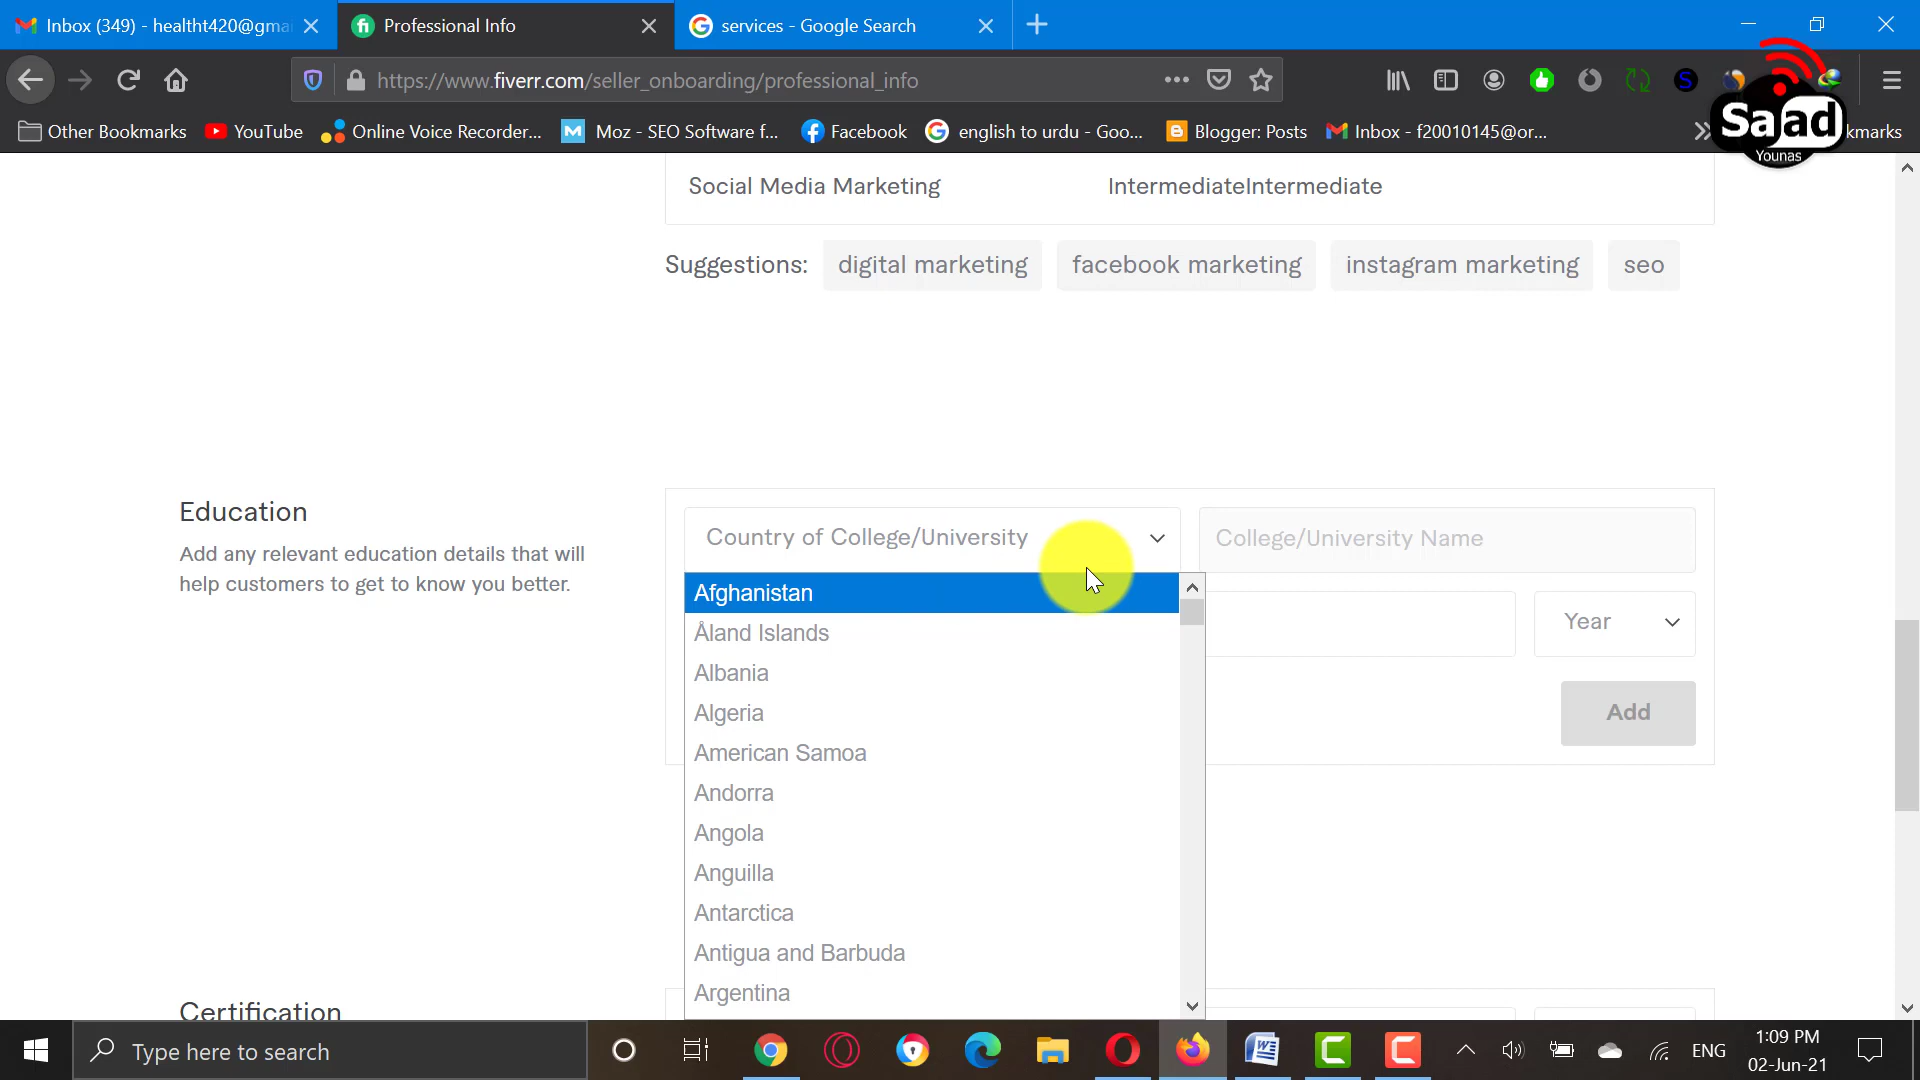 Inbox (349) - healtht420@gma
Professional Info
services - Google Search
https://www.fiverr.com/seller_onboarding/professional_info
Other Bookmarks
YouTube
Online Voice Recorder...
Moz - SEO Software f...
Facebook
english to urdu - Goo...
Blogger: Posts
Inbox - f20010145@or...
kmarks
Saad
Younas
Social Media Marketing
IntermediateIntermediate
Suggestions:
digital marketing
facebook marketing
instagram marketing
seo
Education
Add any relevant education details that will
help customers to get to know you better.
Country of College/University
College/University Name
Afghanistan
Åland Islands
Albania
Algeria
American Samoa
Andorra
Angola
Anguilla
Antarctica
Antigua and Barbuda
Argentina
Year
Add
Certification
Type here to search
ENG
1:09 PM
02-Jun-21